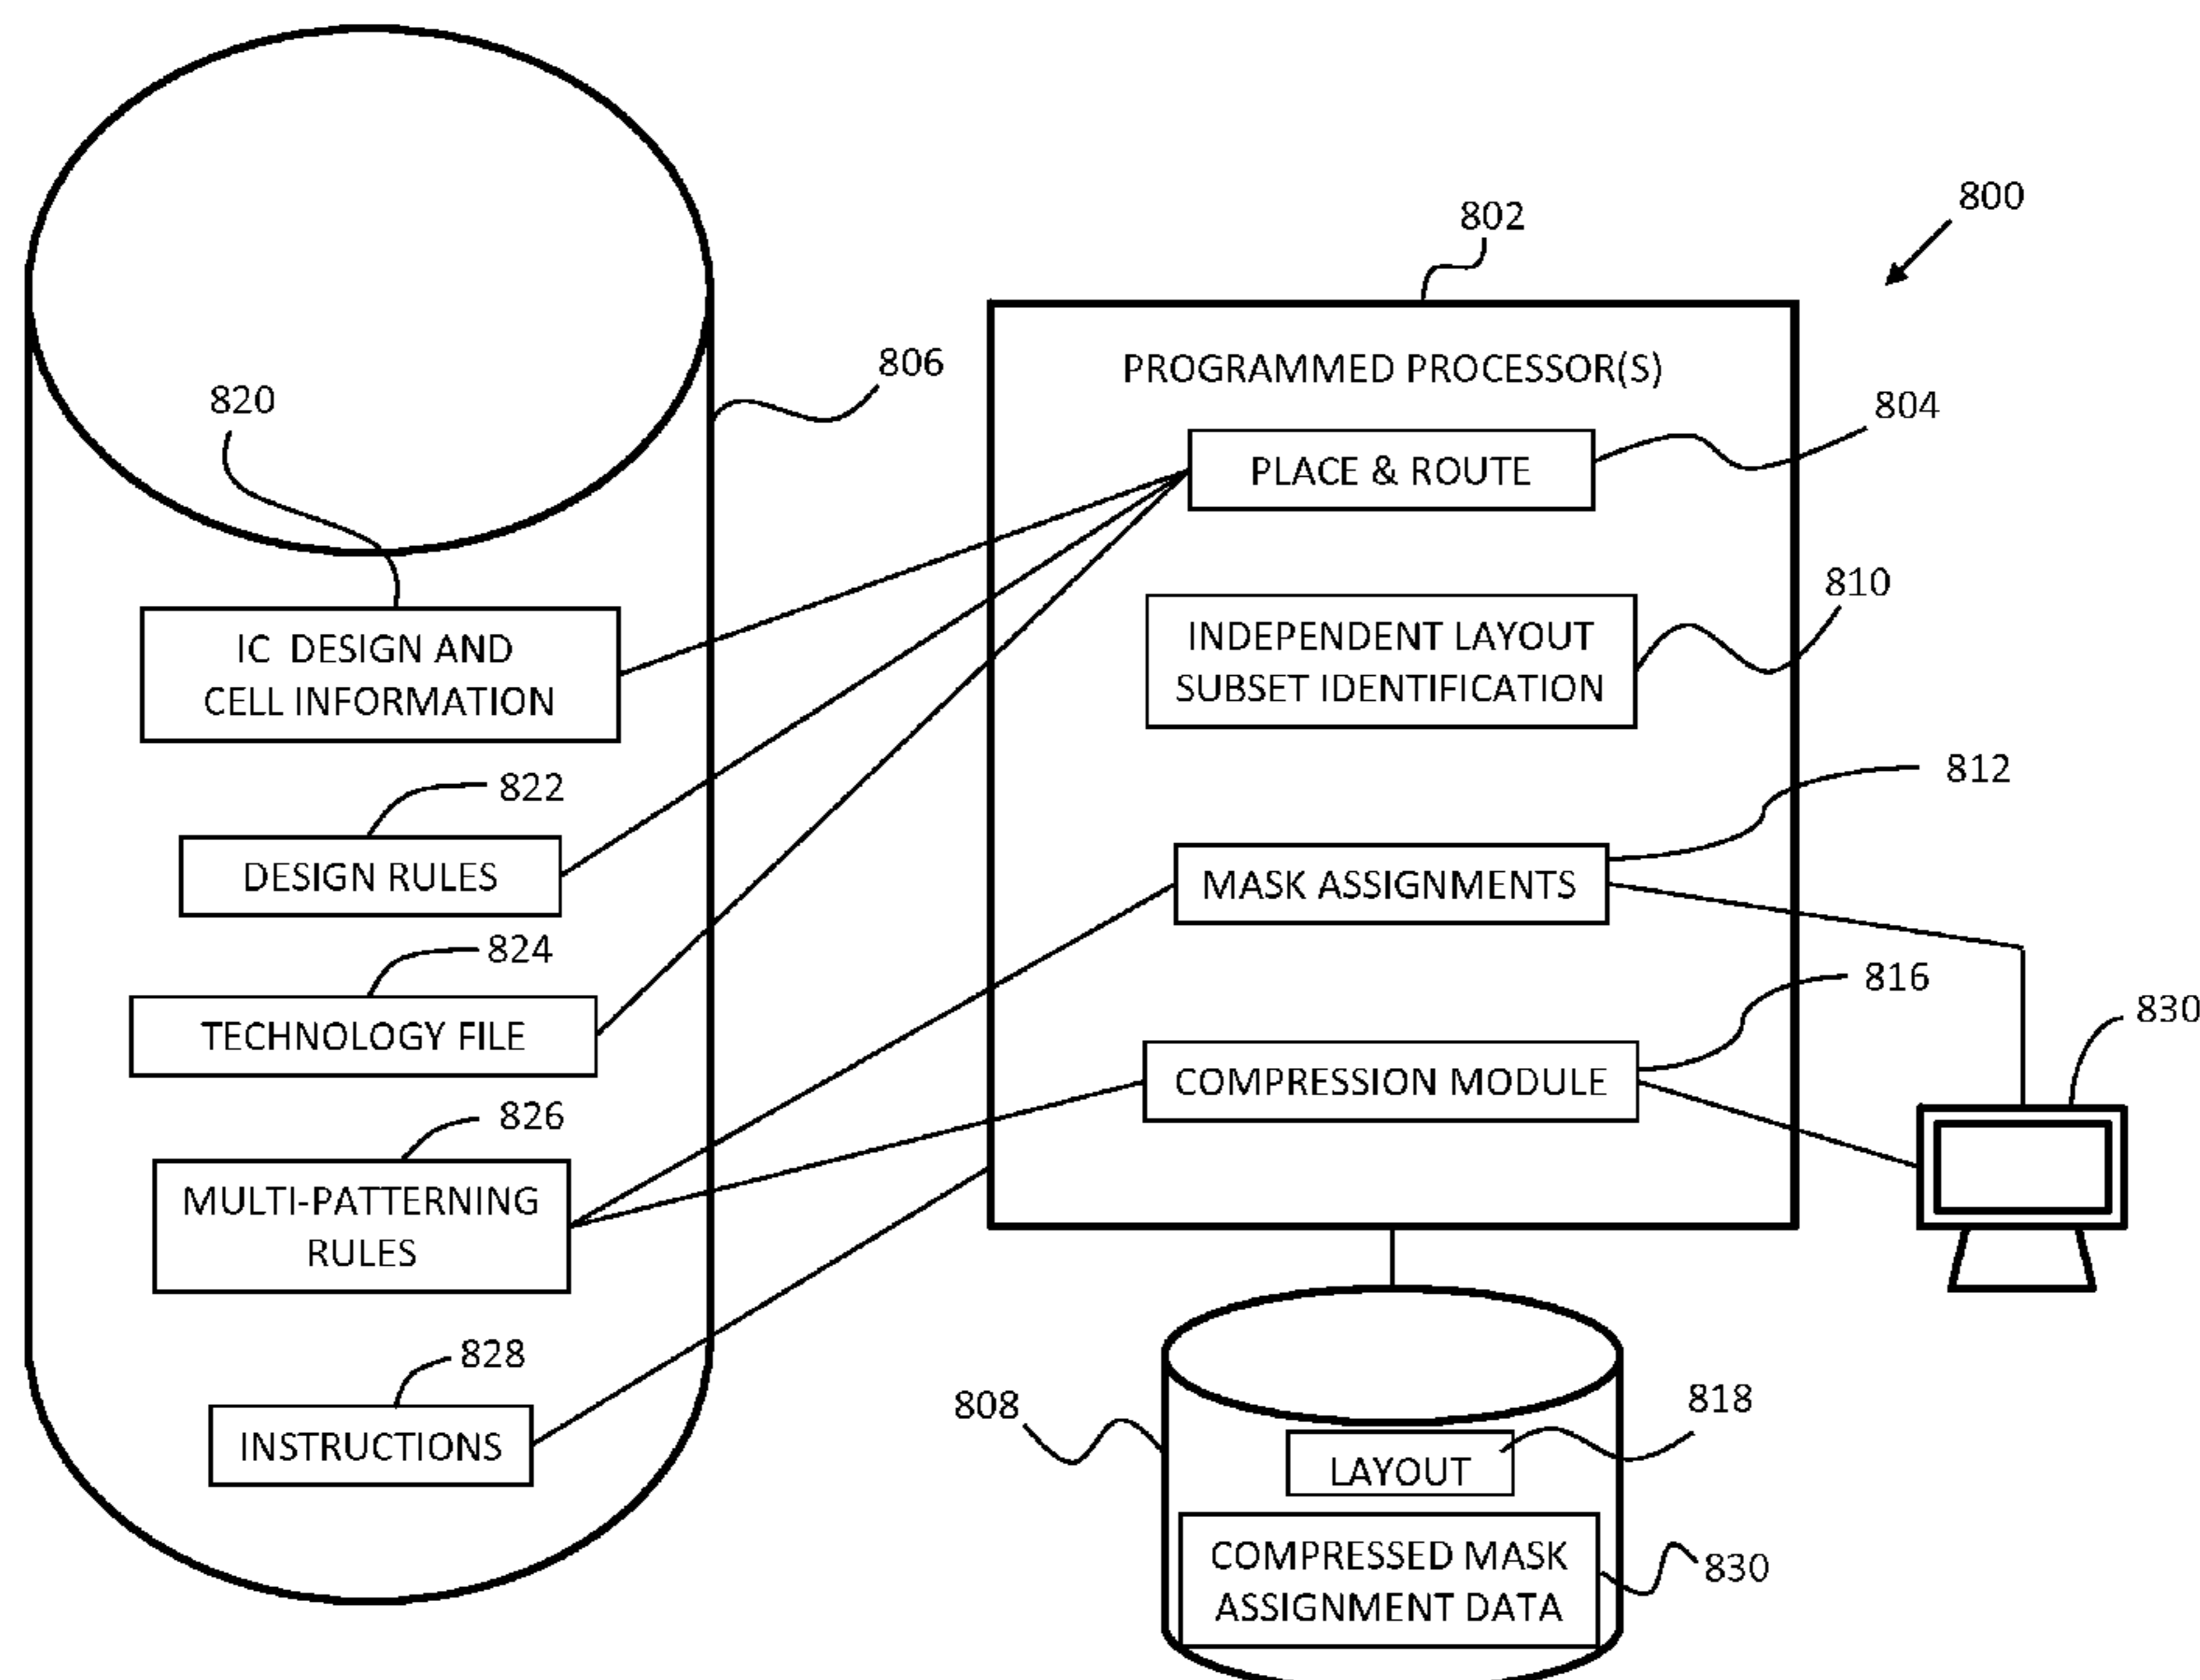 800
802
806
PROGRAMMED PROCESSOR(S)
820
804
PLACE & ROUTE
810
IC DESIGN AND
CELL INFORMATION
INDEPENDENT LAYOUT
SUBSET IDENTIFICATION
822
812
DESIGN RULES
MASK ASSIGNMENTS
824
816
TECHNOLOGY FILE
830
COMPRESSION MODULE
826
MULTI-PATTERNING
RULES
828
INSTRUCTIONS
808
818
LAYOUT
COMPRESSED MASK
ASSIGNMENT DATA
830